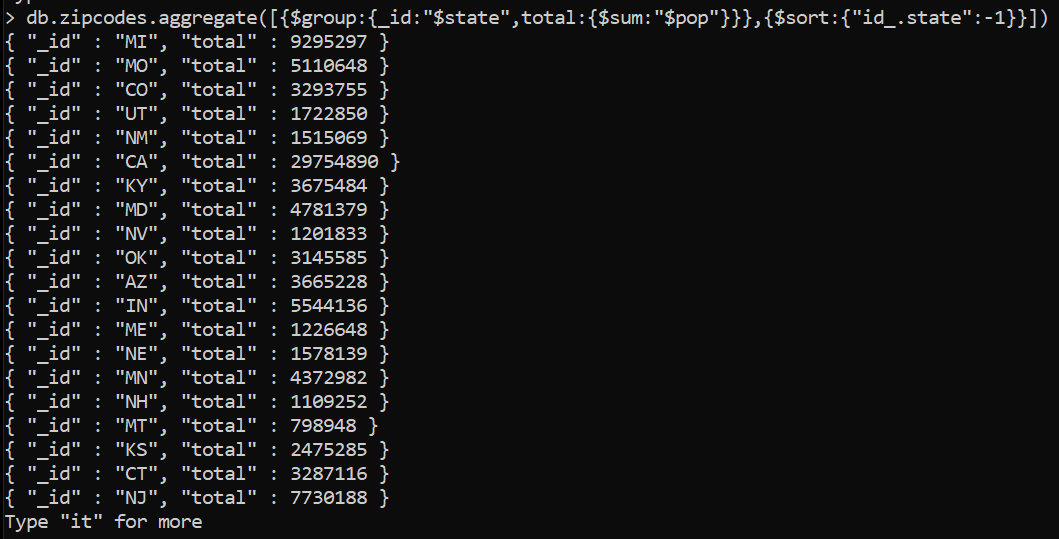 > db.zipcodes.aggregate([{$group:{_id:"$state",total:{$sum:"$pop"}}},{$sort:{"id_.state":-1}}])
{ "_id" : "MI", "total" : 9295297 }
{ "_id" : "MO", "total" : 5110648 }
{ "_id" : "CO", "total" : 3293755 }
{ "_id" : "UT", "total" : 1722850 }
{ "_id" : "NM", "total" : 1515069 }
{ "_id" : "CA", "total" : 29754890 }
{ "_id" : "KY", "total" : 3675484 }
{ "_id" : "MD", "total" : 4781379 }
{ "_id" : "NV", "total" : 1201833 }
{ "_id" : "OK", "total" : 3145585 }
{ "_id" : "AZ", "total" : 3665228 }
{ "_id" : "IN", "total" : 5544136 }
{ "_id" : "ME", "total" : 1226648 }
{ "_id" : "NE", "total" : 1578139 }
{ "_id" : "MN", "total" : 4372982 }
{ "_id" : "NH", "total" : 1109252 }
{ "_id" : "MT", "total" : 798948 }
{ "_id" : "KS", "total" : 2475285 }
{ "_id" : "CT", "total" : 3287116 }
{ "_id" : "NJ", "total" : 7730188 }
Type "it" for more